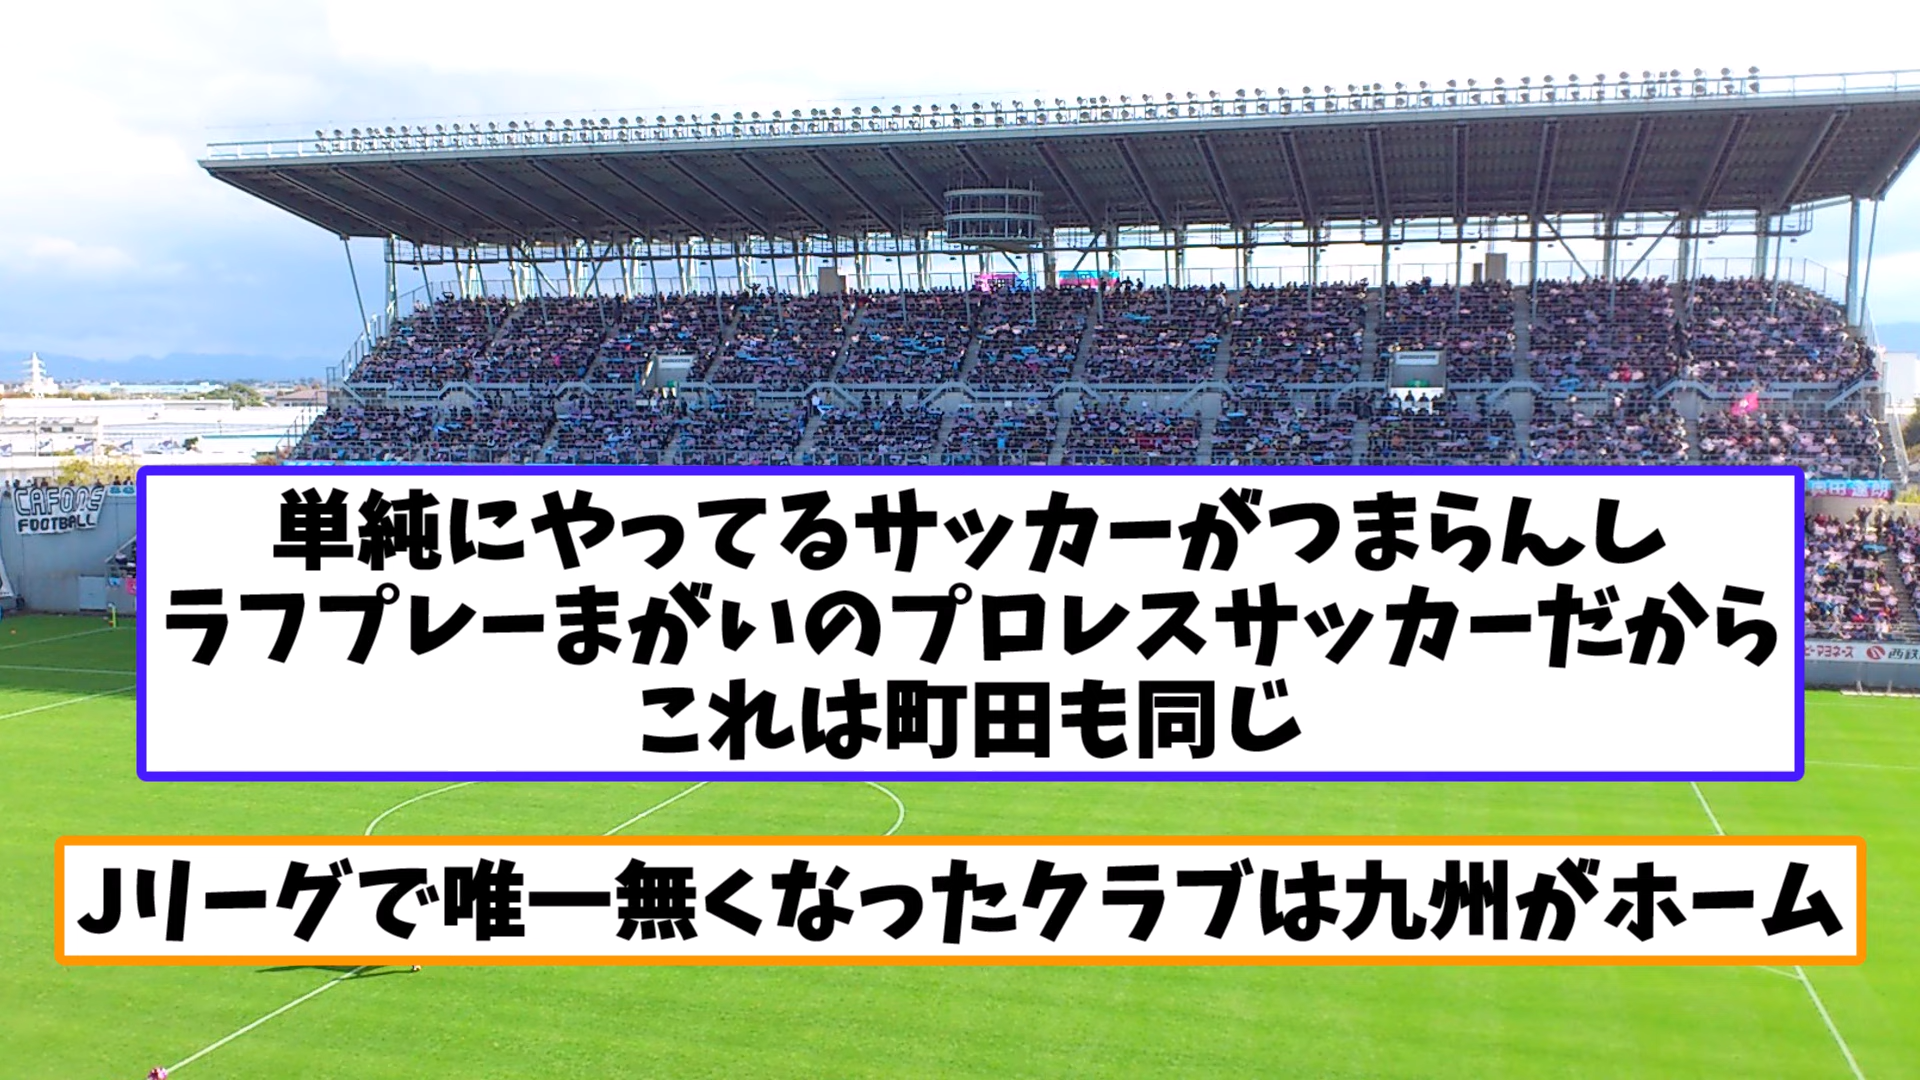 CAFONE
FOOTBALL
単純にやってるサッカーがつまらんし
ラフプレーまがいのプロレスサッカーだから
これは町田も同じ
Jリーグで唯一無くなったクラブは九州がホーム